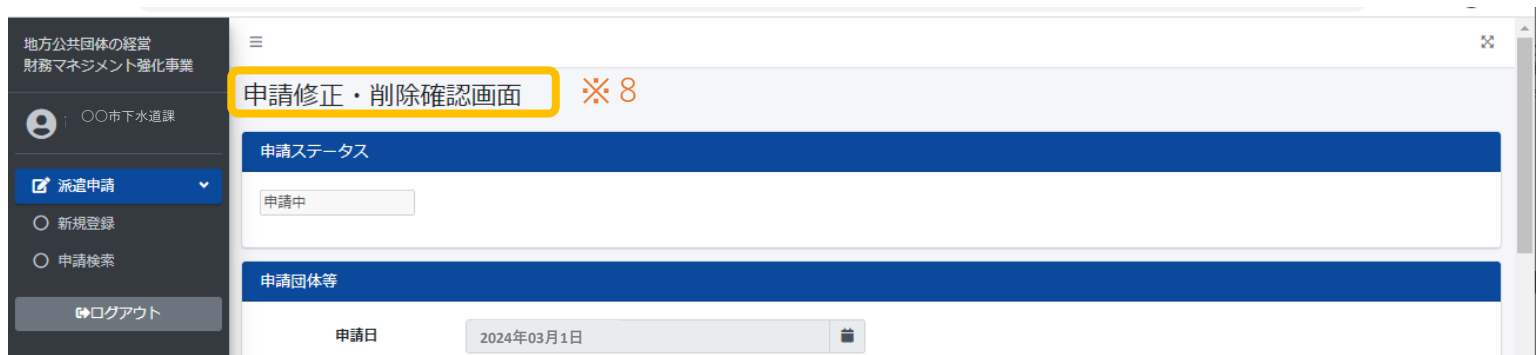 地方公共団体の経営
財務マネジメント強化事業
〇〇市下水道課
派遣申請
新規登録
申請検索
ログアウト
申請修正・削除確認画面 ※８
申請ステータス
申請中
申請団体等
申請日 2024年03月1日